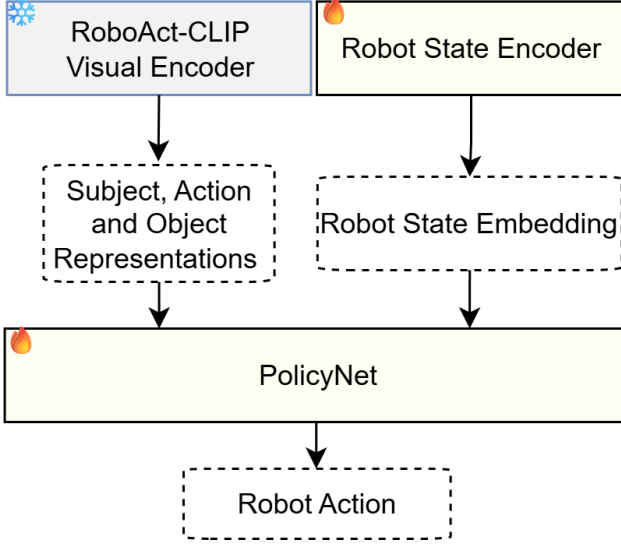 RoboAct-CLIP
Visual Encoder
Robot State Encoder
Subject, Action
and Object
Representations
Robot State Embedding
PolicyNet
Robot Action